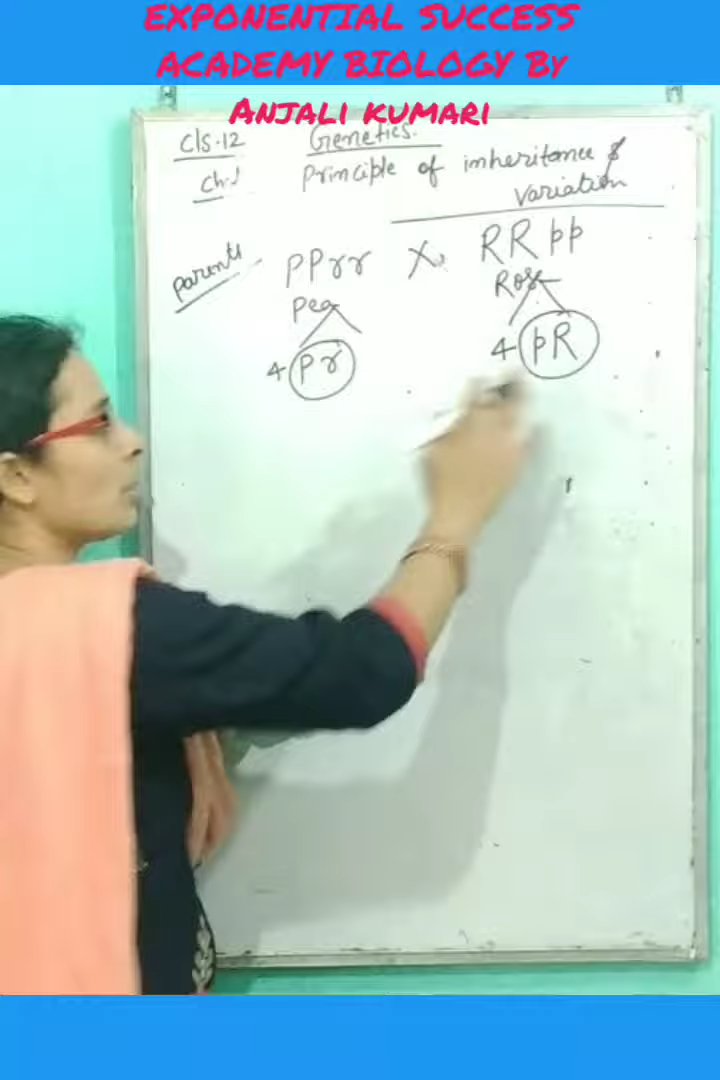 EXPONENTIAL SUCCESS
ACADEMY BIOLOGY By
ANJALI KUMARI
Cls-12 Genetics.
Ch-1 Principle of inheritance &
Variation
Parents PPrr X RRpp
Pea Rose
4 Pr 4 pR